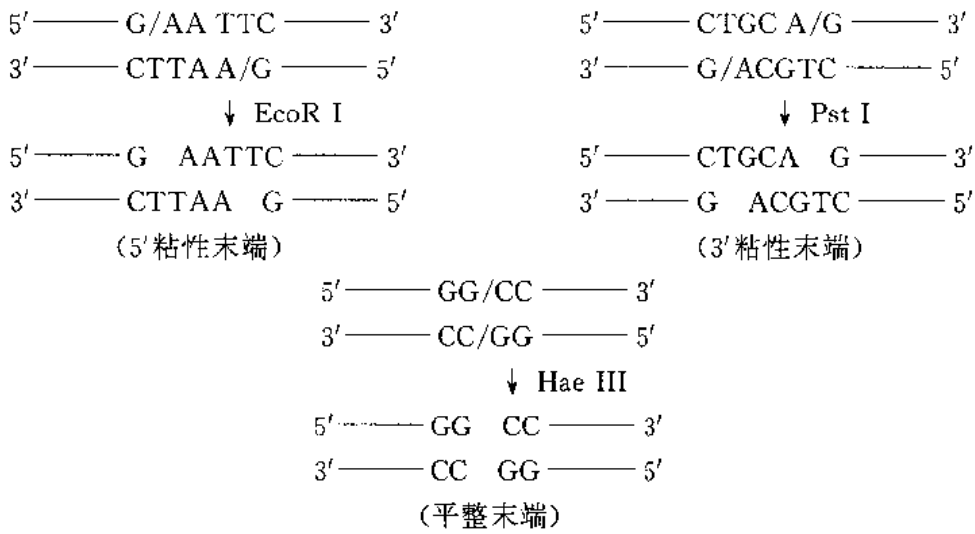 5′——G/AA TTC——3′
3′——CTTAA/G——5′
↓ EcoR I
5′——G AATTC——3′
3′——CTTAA G——5′
(5′粘性末端)
5′——CTGC A/G——3′
3′——G/ACGTC——5′
↓ Pst I
5′——CTGCA G——3′
3′——G ACGTC——5′
(3′粘性末端)
5′——GG/CC——3′
3′——CC/GG——5′
↓ Hae III
5′——GG CC——3′
3′——CC GG——5′
(平整末端)